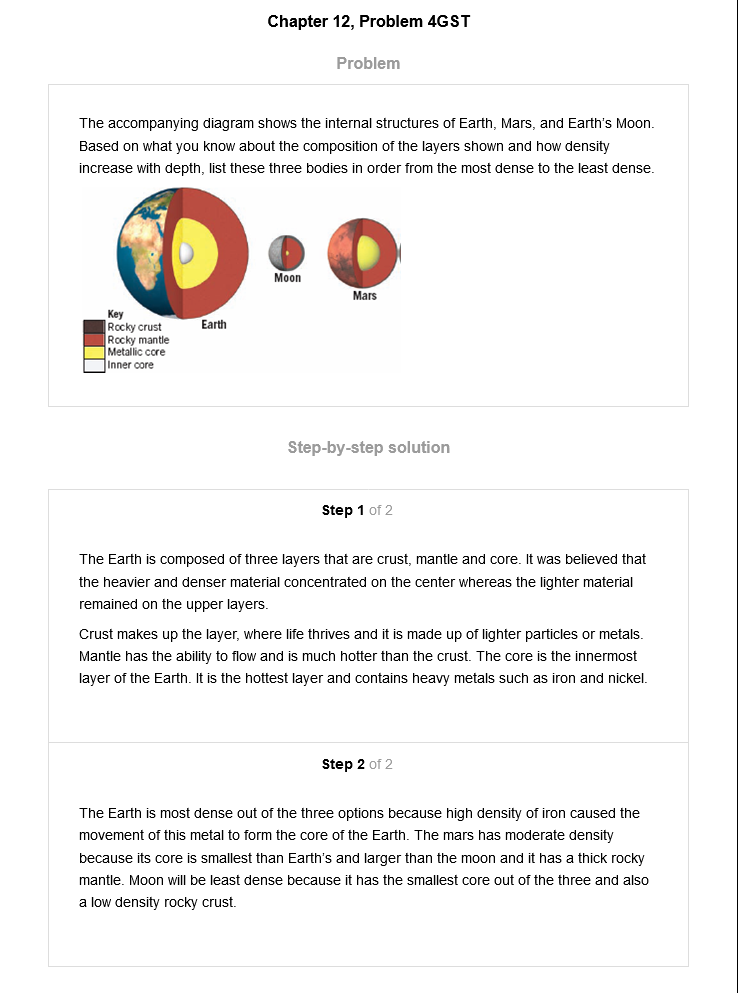 Chapter 12, Problem 4GST
Problem
The accompanying diagram shows the internal structures of Earth, Mars, and Earth's Moon.
Based on what you know about the composition of the layers shown and how density
increase with depth, list these three bodies in order from the most dense to the least dense.
Moon
Mars
Earth
Key
Rocky crust
Rocky mantle
Metallic core
Inner core
Step-by-step solution
Step 1 of 2
The Earth is composed of three layers that are crust, mantle and core. It was believed that
the heavier and denser material concentrated on the center whereas the lighter material
remained on the upper layers.
Crust makes up the layer, where life thrives and it is made up of lighter particles or metals.
Mantle has the ability to flow and is much hotter than the crust. The core is the innermost
layer of the Earth. It is the hottest layer and contains heavy metals such as iron and nickel.
Step 2 of 2
The Earth is most dense out of the three options because high density of iron caused the
movement of this metal to form the core of the Earth. The mars has moderate density
because its core is smallest than Earth's and larger than the moon and it has a thick rocky
mantle. Moon will be least dense because it has the smallest core out of the three and also
a low density rocky crust.